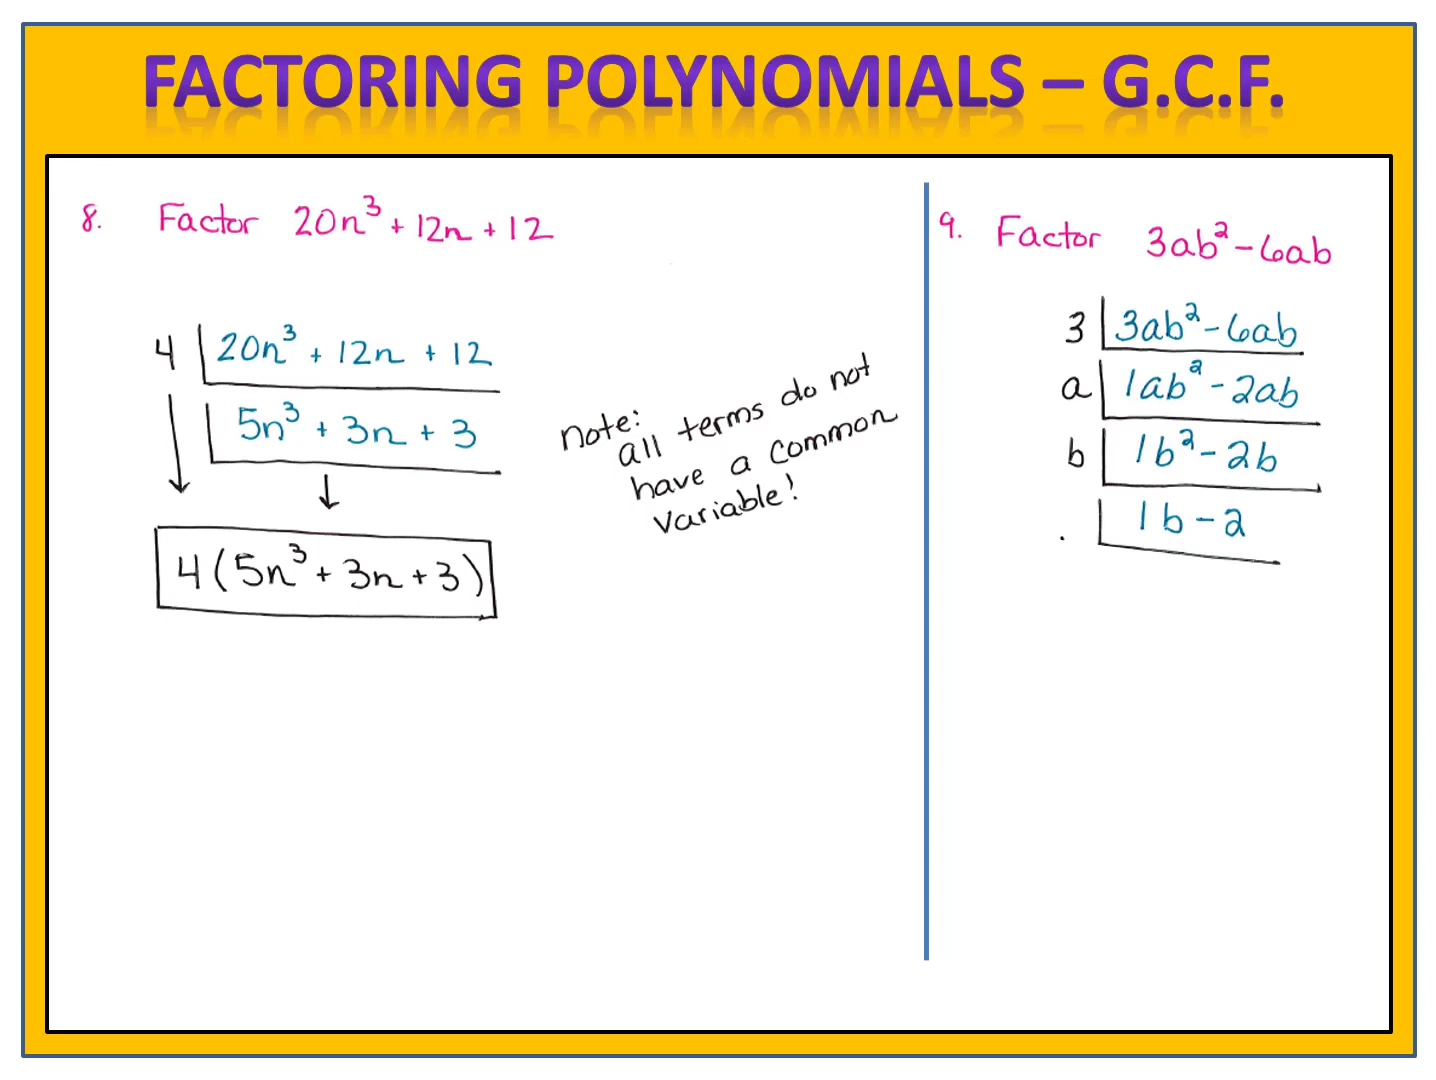 FACTORING POLYNOMIALS – G.C.F.
8. Factor 20n³ + 12n + 12
4 20n³ + 12n + 12
5n³ + 3n + 3
4(5n³ + 3n + 3)
note:
all terms do not
have a common
variable!
9. Factor 3ab² - 6ab
3 3ab² - 6ab
a 1ab² - 2ab
b 1b² - 2b
1b - 2